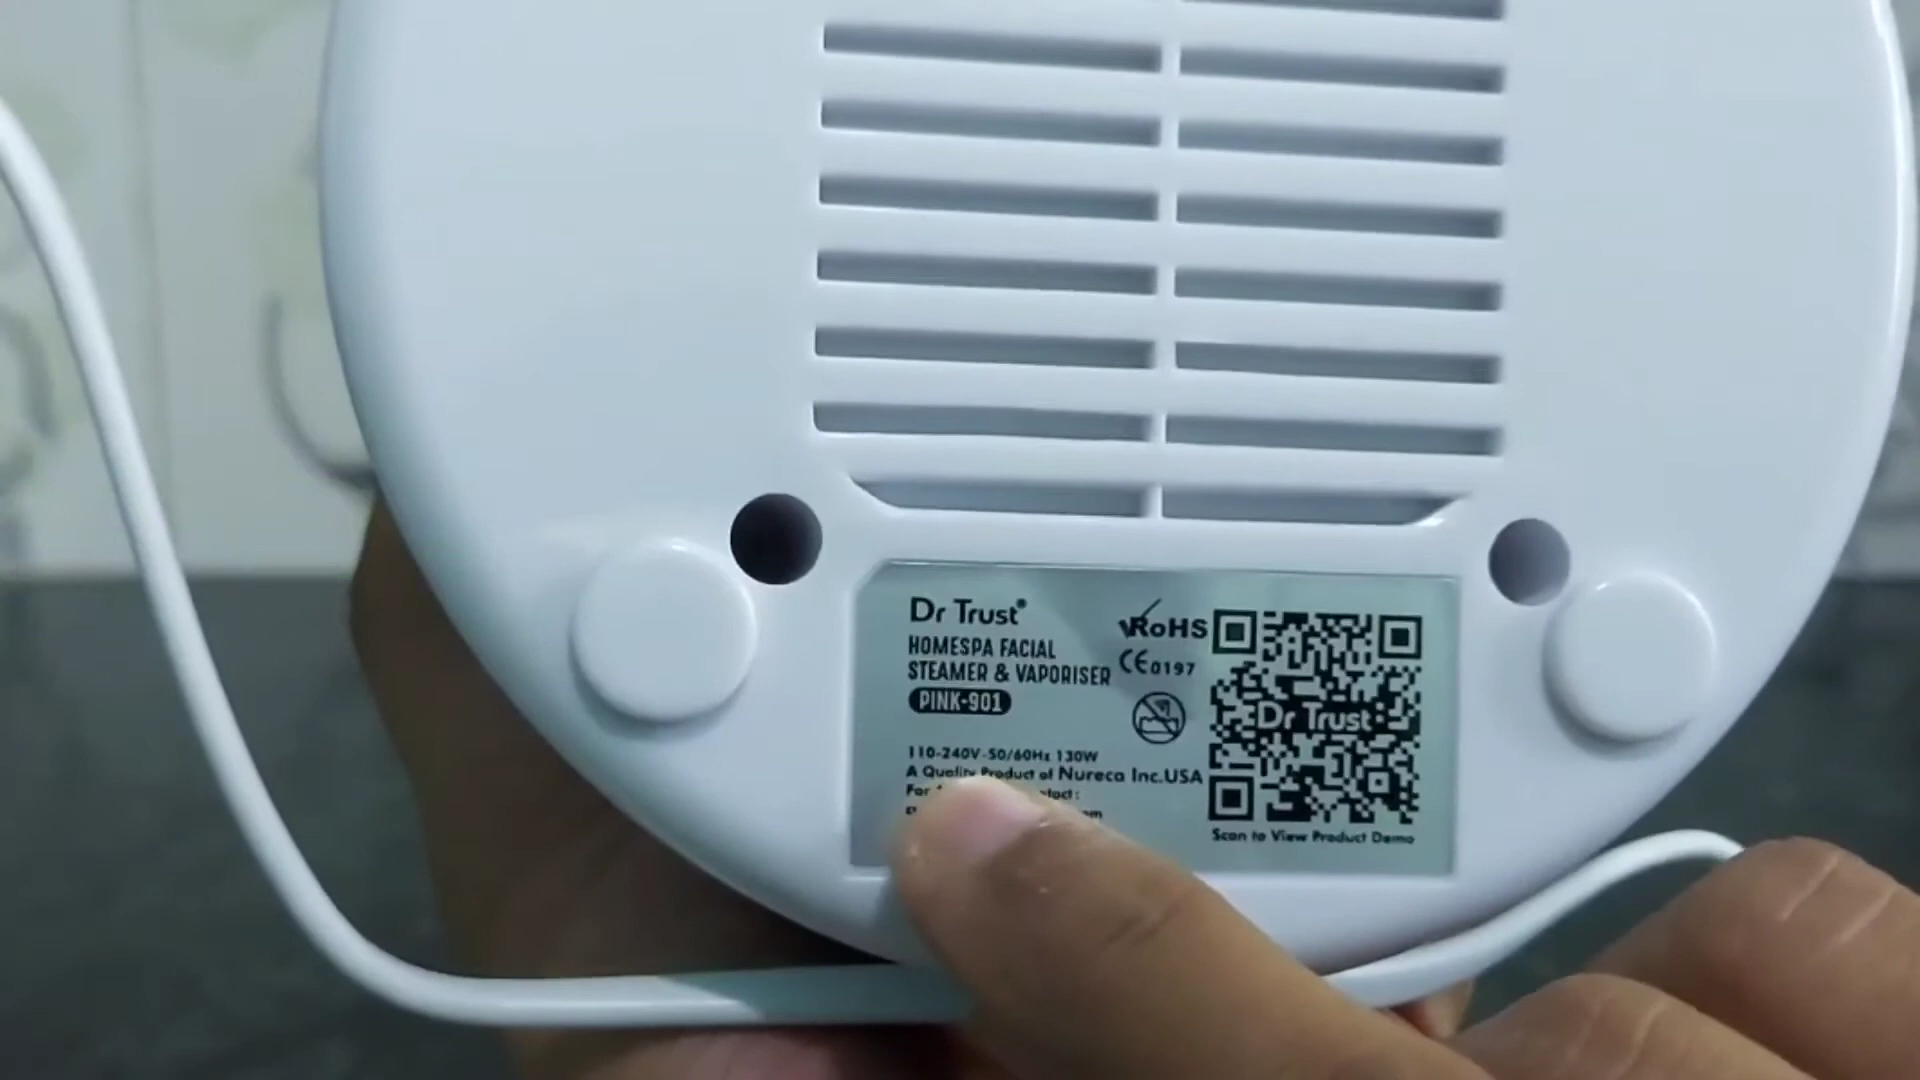 Dr Trust®
HOMESPA FACIAL
STEAMER & VAPORISER
PINK-901
RoHS
CE0197
110-240V-50/60Hz 130W
A Quality Product of Nureca Inc.USA
For
Dr Trust
Scan to View Product Demo